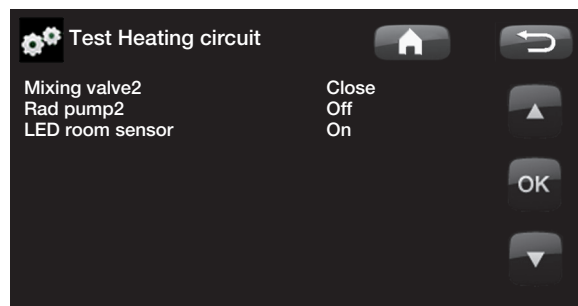 Test Heating circuit
Mixing valve2 Close
Rad pump2 Off
LED room sensor On
OK